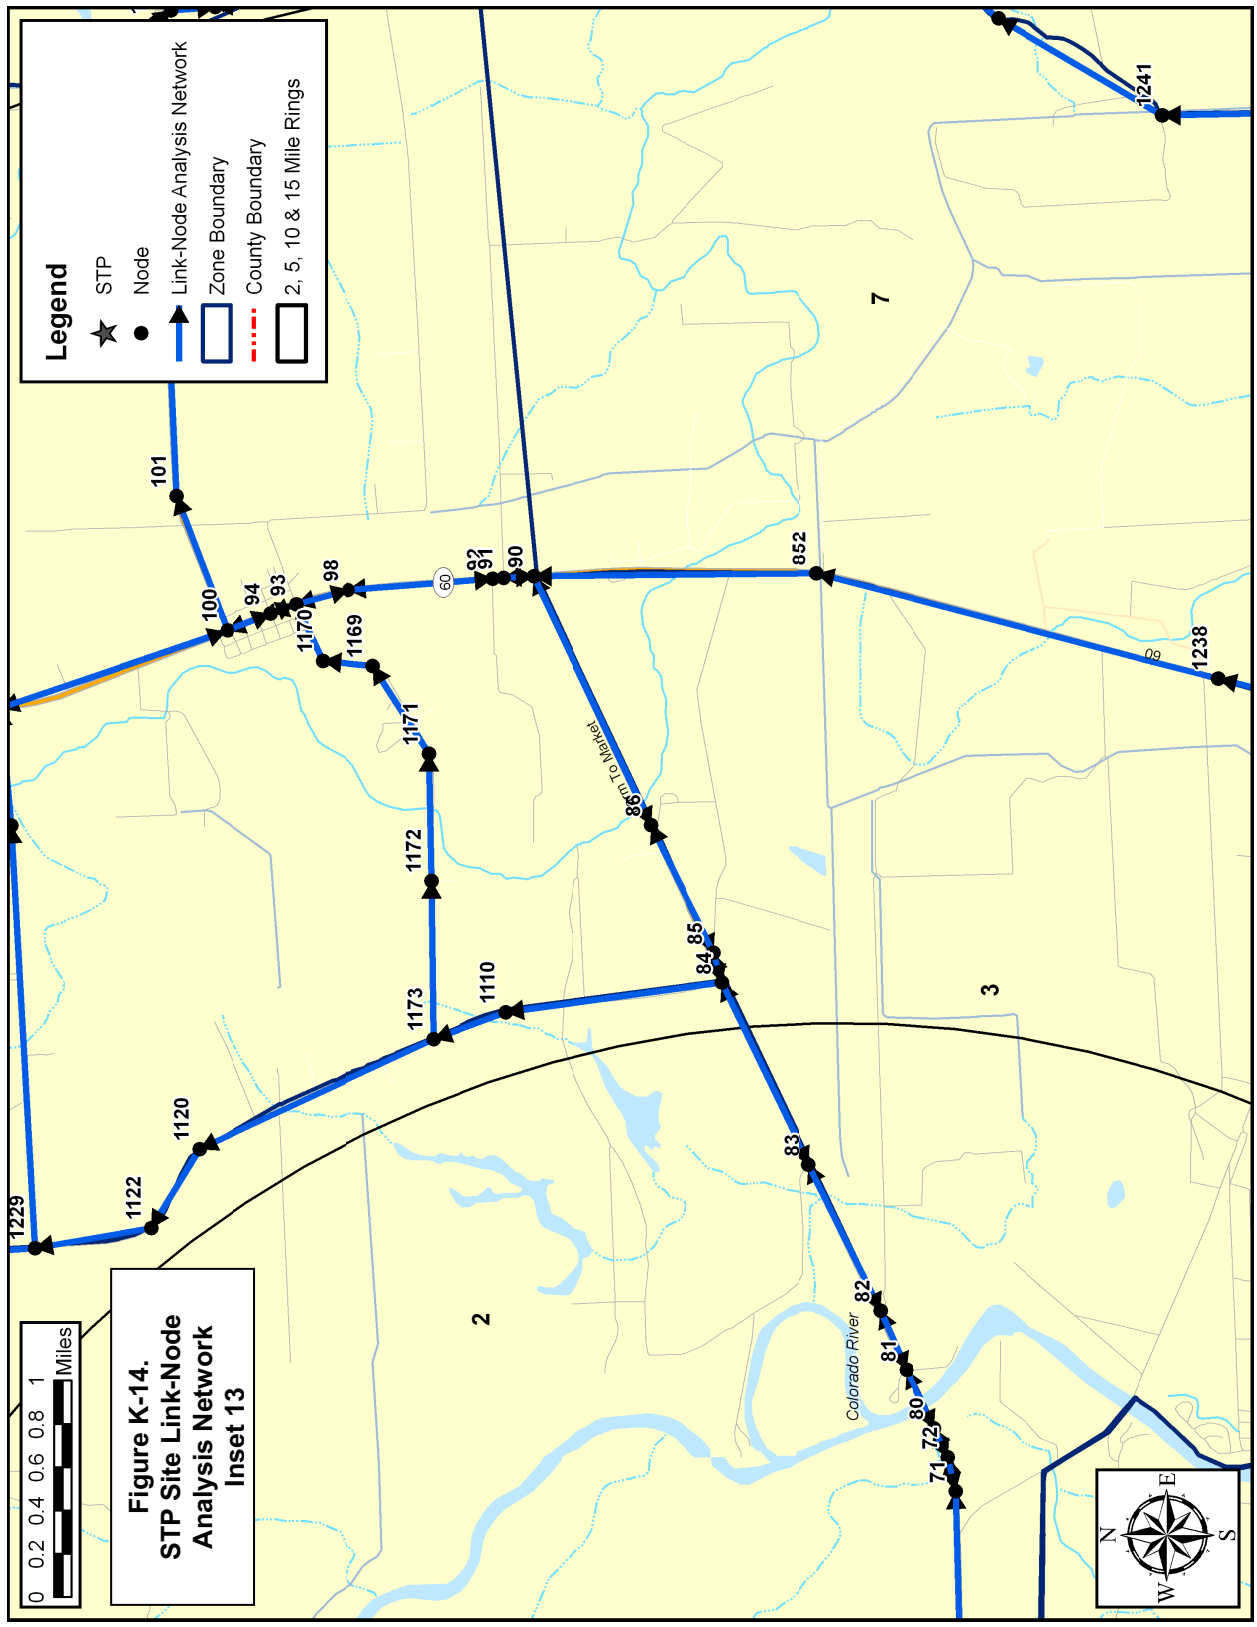 Figure K-14.
STP Site Link-Node
Analysis Network
Inset 13
0 0.2 0.4 0.6 0.8 1
Miles
Legend
STP
Node
Link-Node Analysis Network
Zone Boundary
County Boundary
2, 5, 10 & 15 Mile Rings
1229
1122
1120
1173
1110
1172
1171
1169
1170
100
101
94
93
98
60
92
91
90
852
60
1238
1241
To Market
86
85
84
83
82
81
80
72
71
Colorado River
2
3
7
N
E
S
W